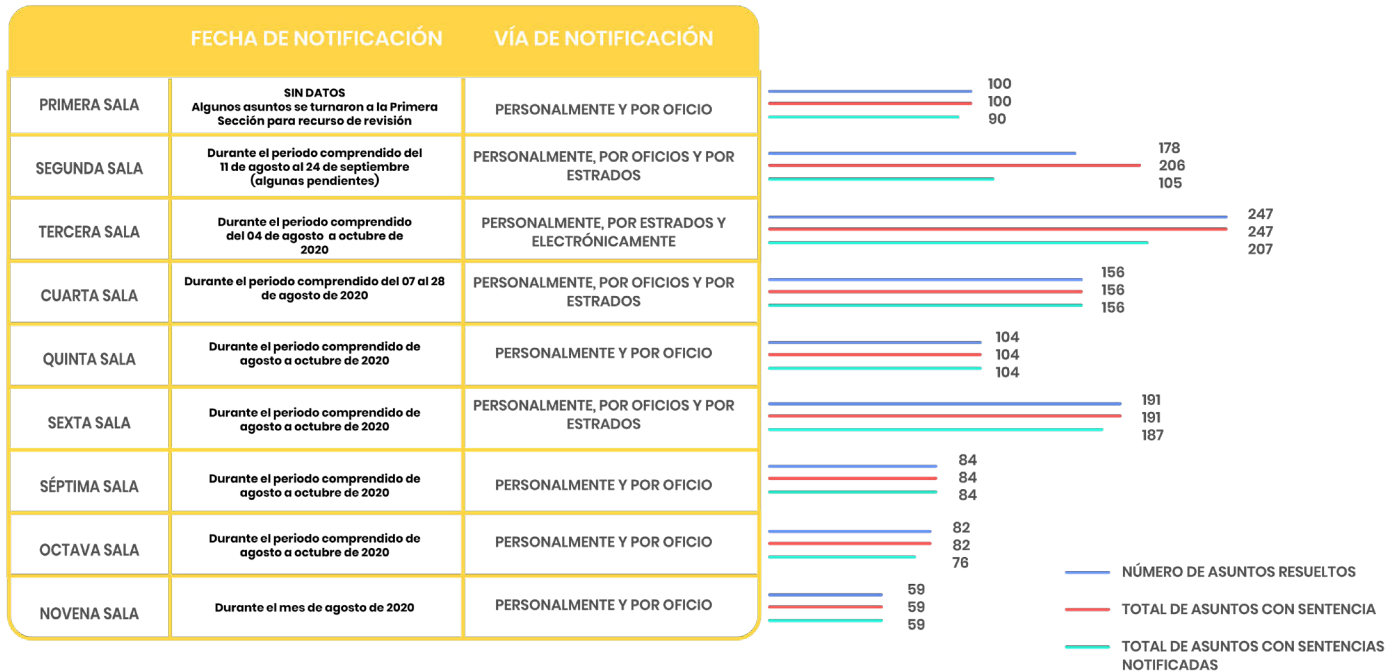 FECHA DE NOTIFICACIÓN
VÍA DE NOTIFICACIÓN
PRIMERA SALA
SIN DATOS
Algunos asuntos se turnaron a la Primera
Sección para recurso de revisión
PERSONALMENTE Y POR OFICIO
100
100
90
SEGUNDA SALA
Durante el periodo comprendido del
11 de agosto al 24 de septiembre
(algunas pendientes)
PERSONALMENTE, POR OFICIOS Y POR
ESTRADOS
178
206
105
TERCERA SALA
Durante el periodo comprendido
del 04 de agosto a octubre de
2020
PERSONALMENTE, POR ESTRADOS Y
ELECTRÓNICAMENTE
247
247
207
CUARTA SALA
Durante el periodo comprendido del 07 al 28
de agosto de 2020
PERSONALMENTE, POR OFICIOS Y POR
ESTRADOS
156
156
156
QUINTA SALA
Durante el periodo comprendido de
agosto a octubre de 2020
PERSONALMENTE Y POR OFICIO
104
104
104
SEXTA SALA
Durante el periodo comprendido de
agosto a octubre de 2020
PERSONALMENTE, POR OFICIOS Y POR
ESTRADOS
191
191
187
SÉPTIMA SALA
Durante el periodo comprendido de
agosto a octubre de 2020
PERSONALMENTE Y POR OFICIO
84
84
84
OCTAVA SALA
Durante el periodo comprendido de
agosto a octubre de 2020
PERSONALMENTE Y POR OFICIO
82
82
76
NOVENA SALA
Durante el mes de agosto de 2020
PERSONALMENTE Y POR OFICIO
59
59
59
NÚMERO DE ASUNTOS RESUELTOS
TOTAL DE ASUNTOS CON SENTENCIA
TOTAL DE ASUNTOS CON SENTENCIAS
NOTIFICADAS